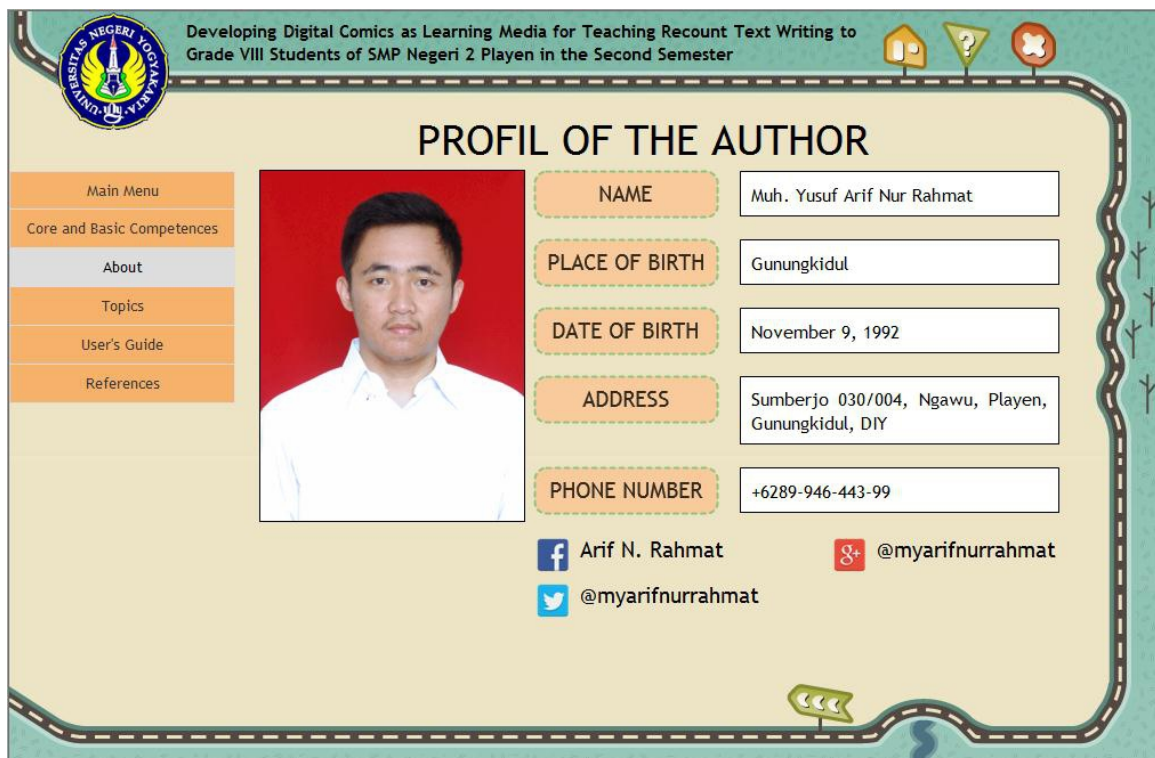 Developing Digital Comics as Learning Media for Teaching Recount Text Writing to
Grade VIII Students of SMP Negeri 2 Playen in the Second Semester
UNIVERSITAS NEGERI YOGYAKARTA
PROFIL OF THE AUTHOR
Main Menu
Core and Basic Competences
About
Topics
User's Guide
References
NAME
Muh. Yusuf Arif Nur Rahmat
PLACE OF BIRTH
Gunungkidul
DATE OF BIRTH
November 9, 1992
ADDRESS
Sumberjo 030/004, Ngawu, Playen,
Gunungkidul, DIY
PHONE NUMBER
+6289-946-443-99
f Arif N. Rahmat
g+ @myarifnurrahmat
@myarifnurrahmat